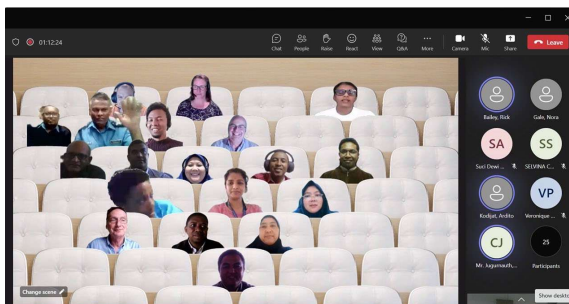 01:12:24
Chat People Raise React View Q&A More Camera Mic Share Leave
Bailey, Rick Gale, Nora
SA SS
Suci Dewi ... SELVINA C...
Kodijat, Ardito Veronique ...
VP
CJ 25
Mr. Jugurnauth,... Participants
Change scene
Show deskto